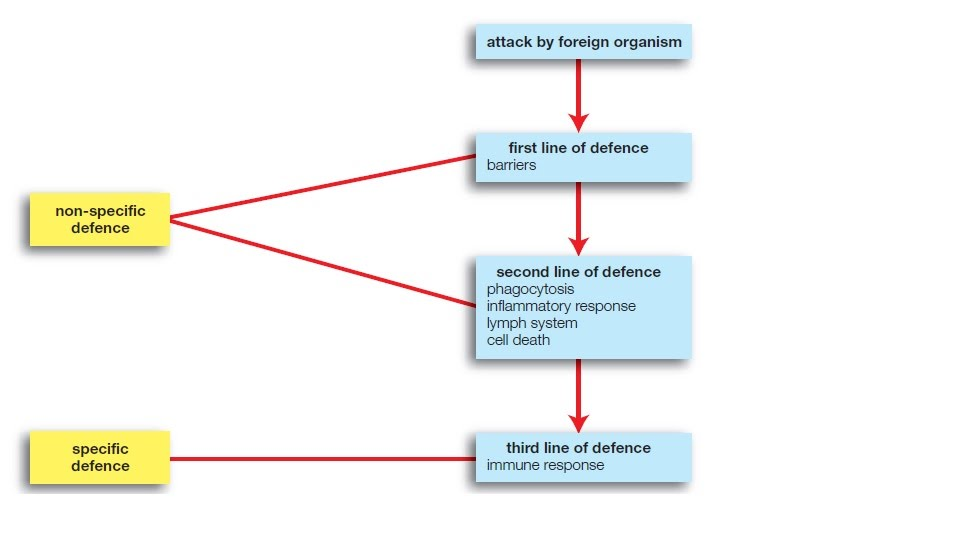 attack by foreign organism
first line of defence
barriers
non-specific
defence
second line of defence
phagocytosis
inflammatory response
lymph system
cell death
specific
defence
third line of defence
immune response